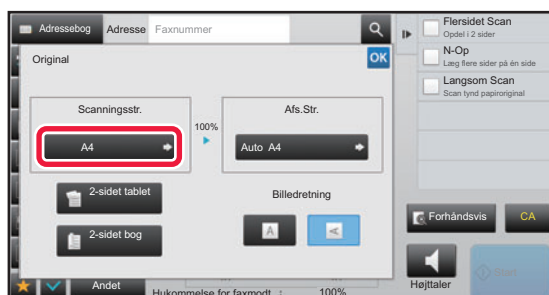 Adressebog
Adresse
Faxnummer
Original
OK
Scanningsstr.
A4
100%
Afs.Str.
Auto A4
2-sidet tablet
2-sidet bog
Billedretning
A
A
Andet
Hukommelse for faxmodt. :
100%
Flersidet Scan
Opdel i 2 sider
N-Op
Læg flere sider på én side
Langsom Scan
Scan tynd papiroriginal
Forhåndsvis
CA
Højttaler
Start